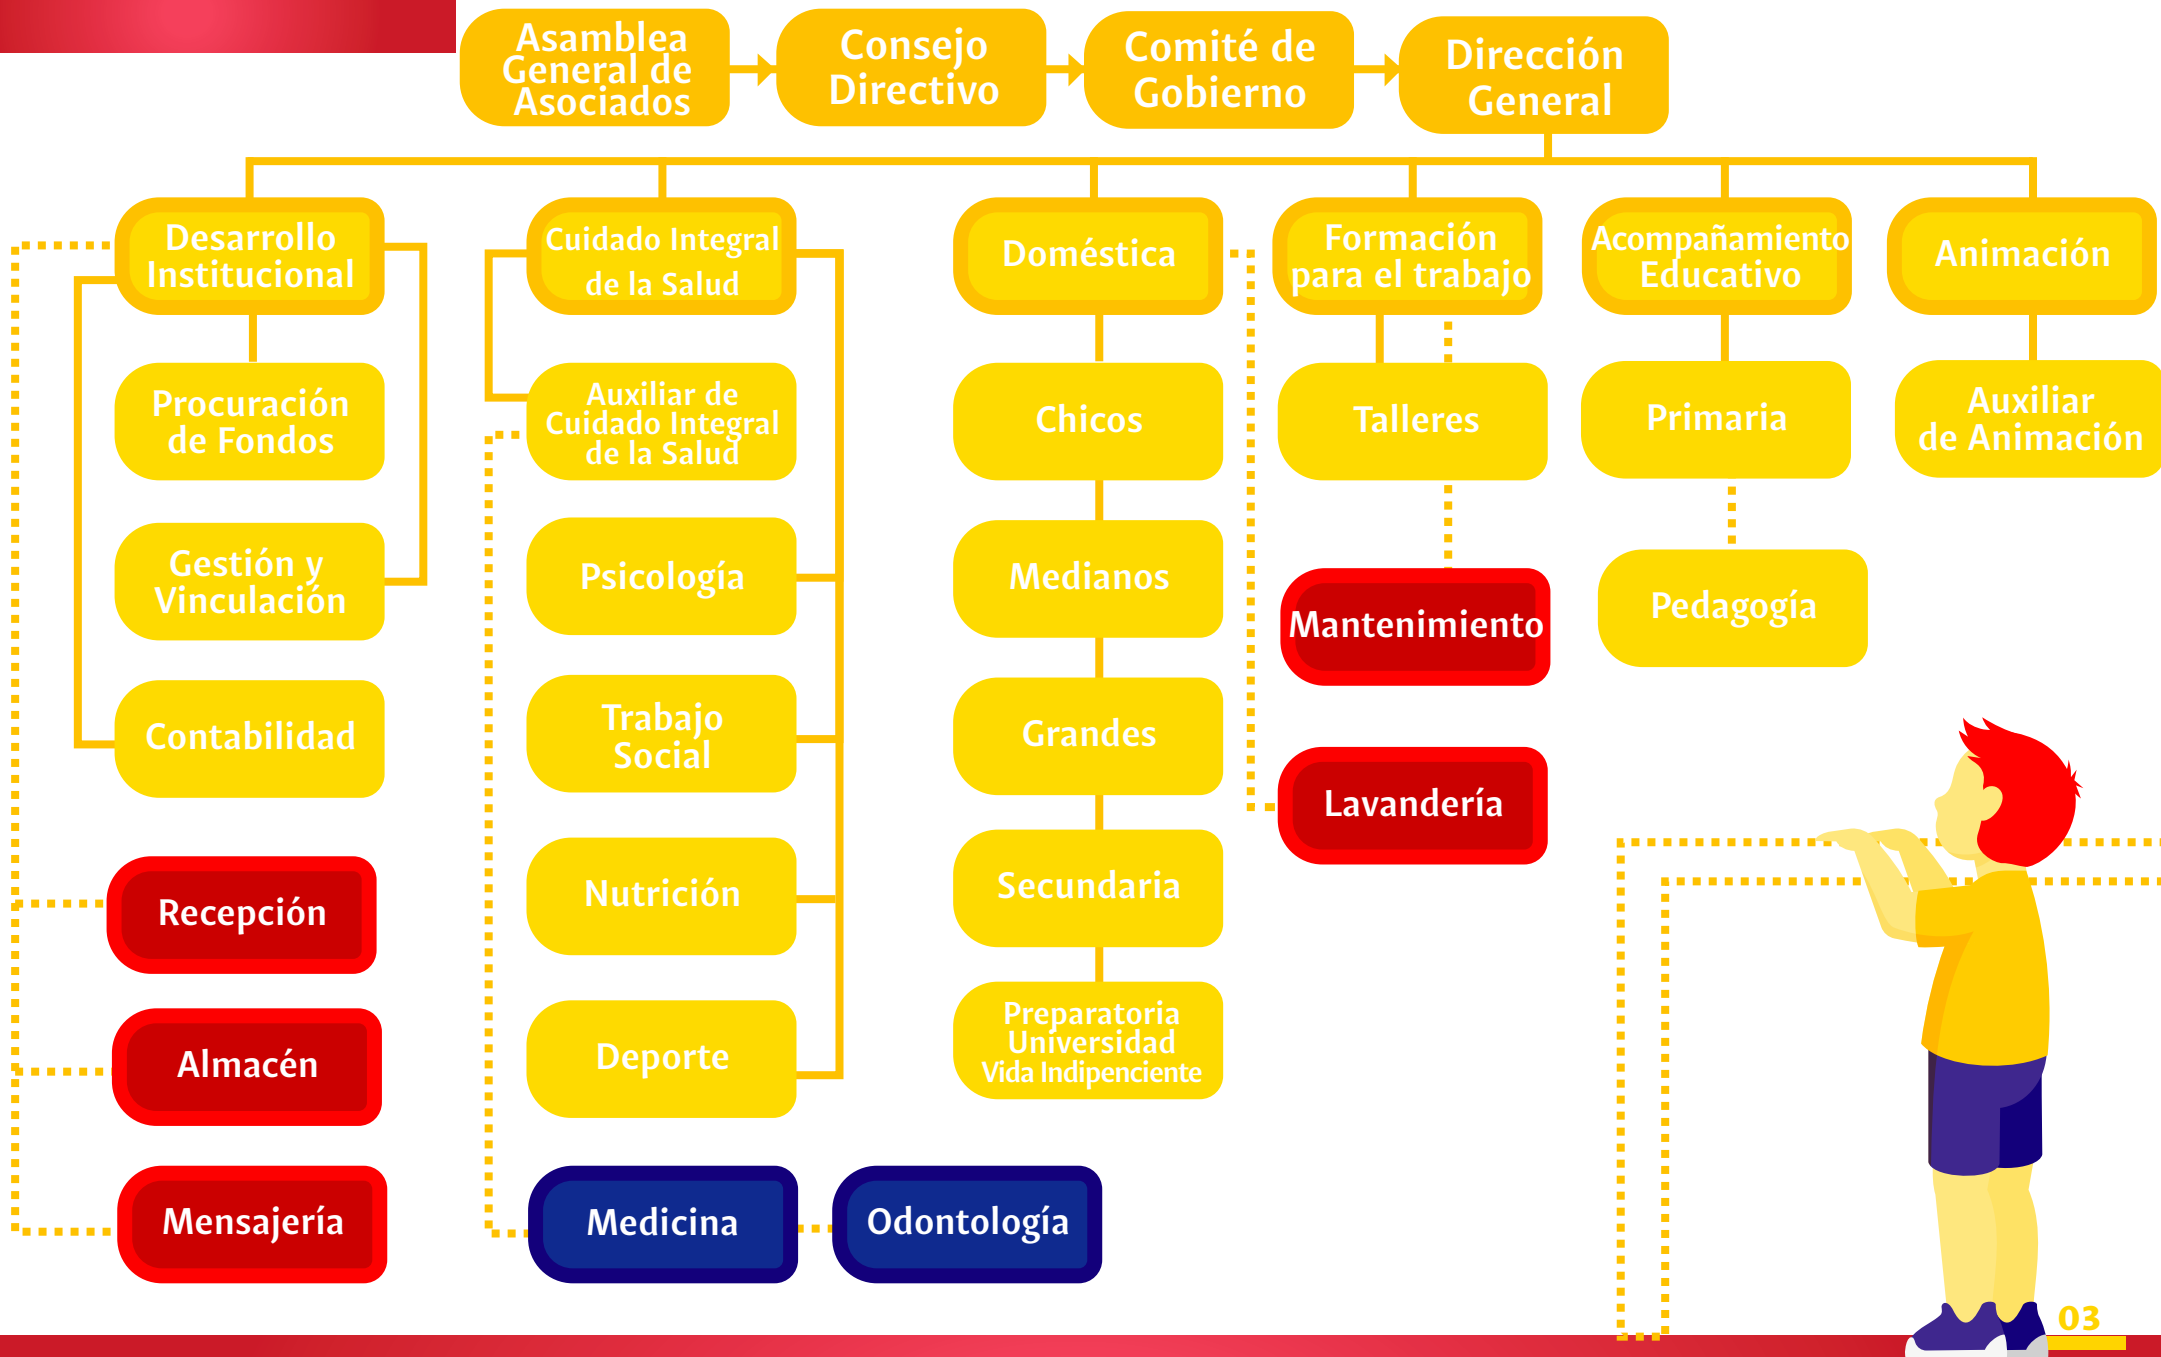 Asamblea
General de
Asociados
Consejo
Directivo
Comité de
Gobierno
Dirección
General
Desarrollo
Institucional
Cuidado Integral
de la Salud
Doméstica
Formación
para el trabajo
Acompañamiento
Educativo
Animación
Procuración
de Fondos
Auxiliar de
Cuidado Integral
de la Salud
Chicos
Talleres
Primaria
Auxiliar
de Animación
Gestión y
Vinculación
Psicología
Medianos
Mantenimiento
Pedagogía
Contabilidad
Trabajo
Social
Grandes
Lavandería
Recepción
Nutrición
Secundaria
Almacén
Deporte
Preparatoria
Universidad
Vida Indipenciente
Mensajería
Medicina
Odontología
03